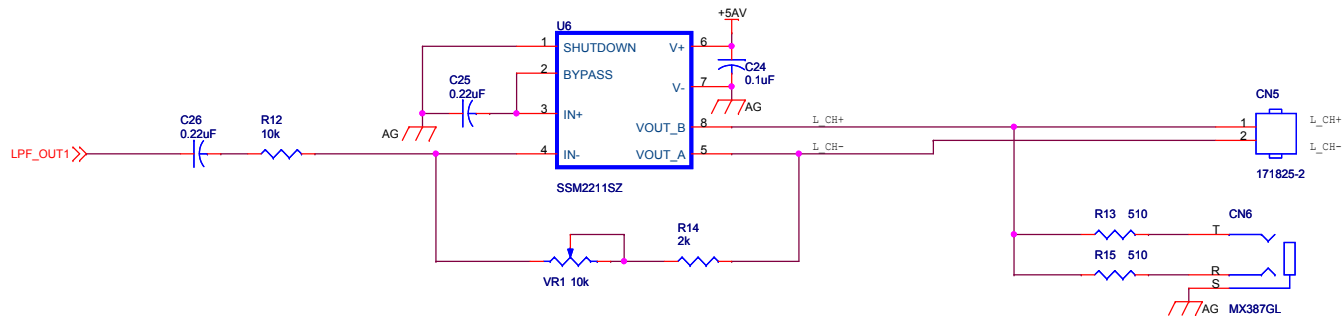 +5AV
U6
1 SHUTDOWN V+ 6
2 BYPASS
C24
0.1uF
C25
0.22uF
V- 7
AG
3 IN+
CN5
C26
0.22uF
R12
10k
AG
VOUT_B 8
L_CH+
1
L_CH+
2
LPF_OUT1
4 IN-
VOUT_A 5
L_CH-
L_CH-
SSM2211SZ
171825-2
R13 510
CN6
R14
2k
T
VR1 10k
R15 510
R
S
AG
MX387GL